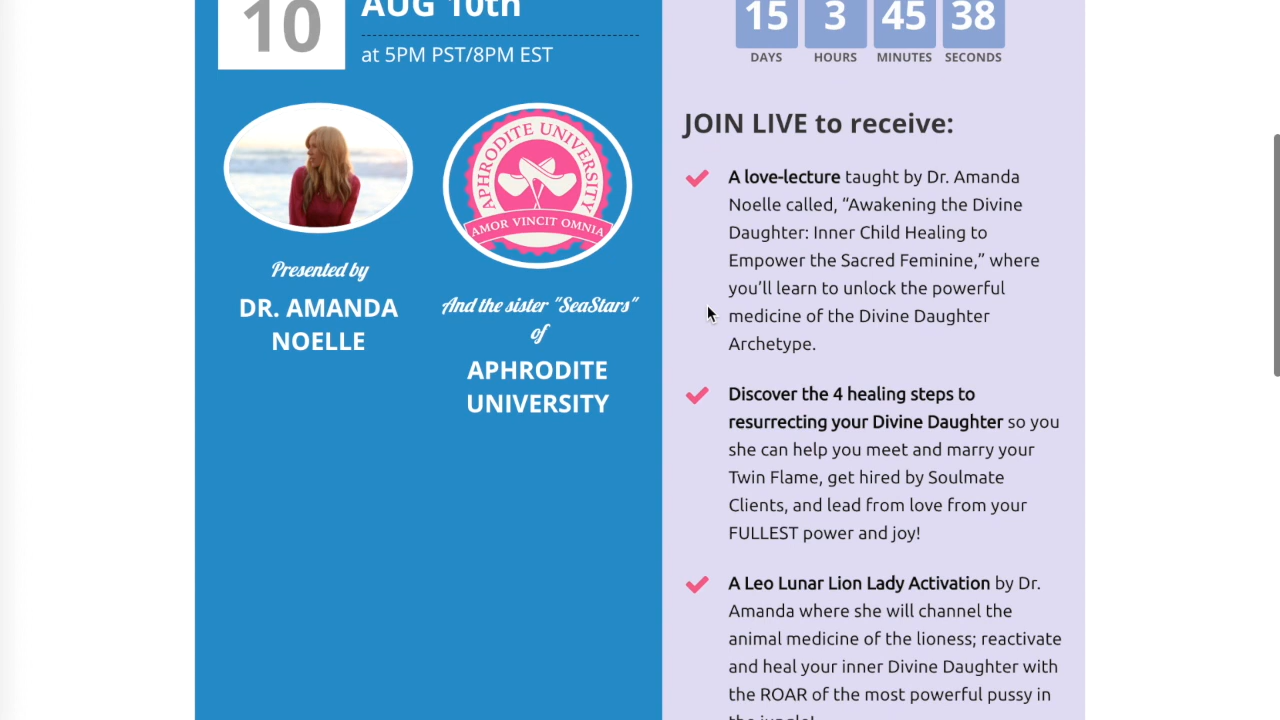 10
AUG 10th
at 5PM PST/8PM EST
APHRODITE UNIVERSITY
AMOR VINCIT OMNIA
Presented by
DR. AMANDA
NOELLE
And the sister "SeaStars"
of
APHRODITE
UNIVERSITY
15 3 45 38
DAYS HOURS MINUTES SECONDS
JOIN LIVE to receive:
A love-lecture taught by Dr. Amanda
Noelle called, “Awakening the Divine
Daughter: Inner Child Healing to
Empower the Sacred Feminine,” where
you’ll learn to unlock the powerful
medicine of the Divine Daughter
Archetype.
Discover the 4 healing steps to
resurrecting your Divine Daughter so you
she can help you meet and marry your
Twin Flame, get hired by Soulmate
Clients, and lead from love from your
FULLEST power and joy!
A Leo Lunar Lion Lady Activation by Dr.
Amanda where she will channel the
animal medicine of the lioness; reactivate
and heal your inner Divine Daughter with
the ROAR of the most powerful pussy in
the jungle!